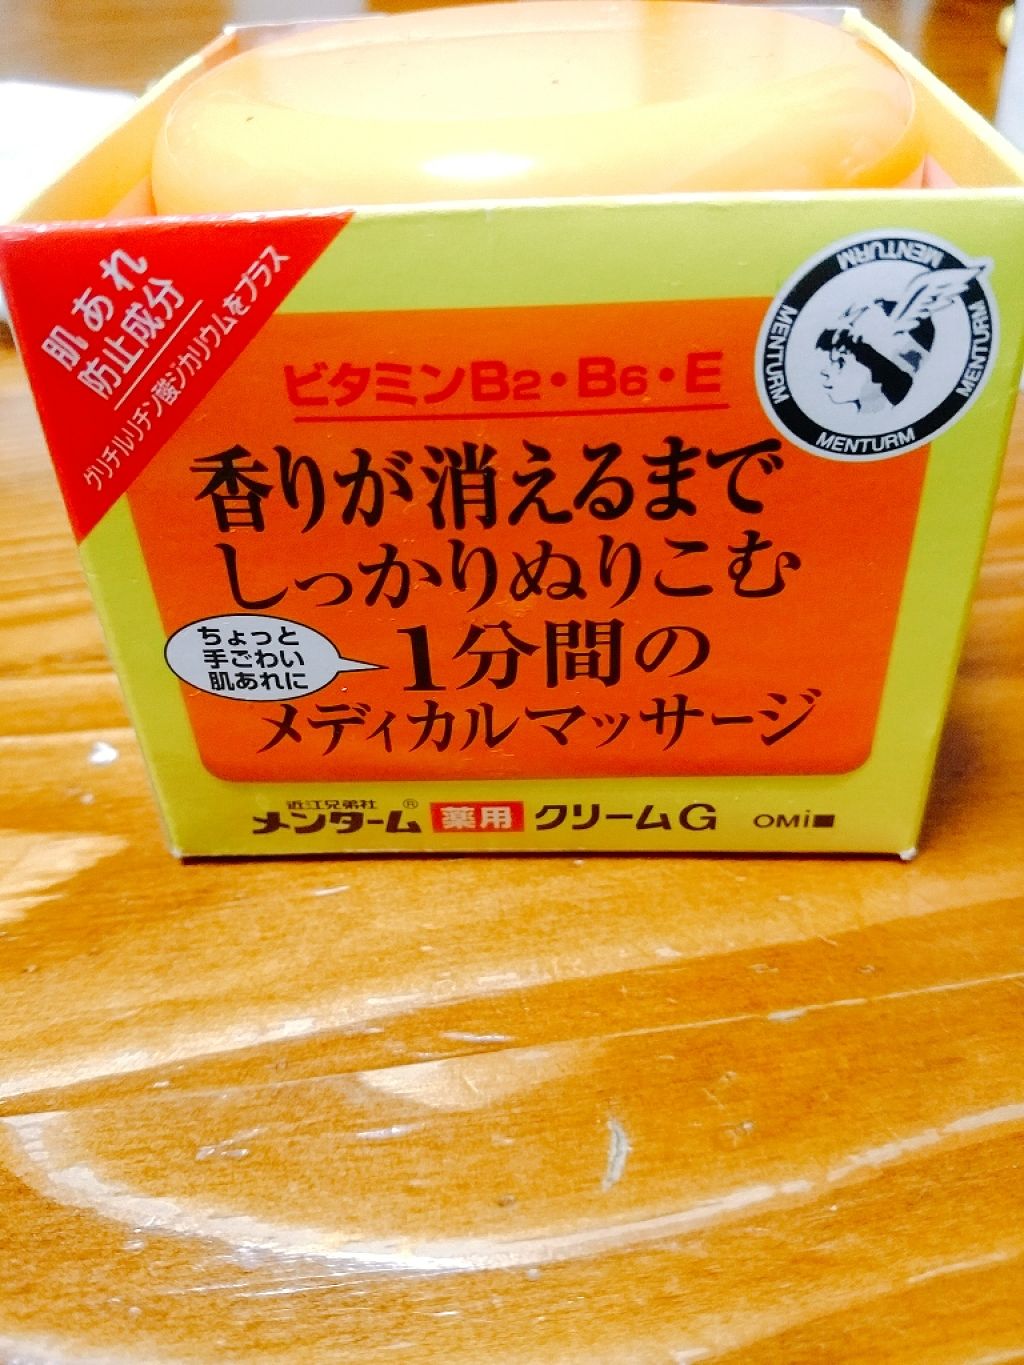 肌あれ
防止成分
グリチルリチン酸ジカリウムをプラス
MENTURM
MENTURM
MENTURM
MENTURM
ビタミンB2・B6・E
香りが消えるまで
しっかりぬりこむ
ちょっと
手ごわい
肌あれに
1分間の
メディカルマッサージ
近江兄弟社
メンターム® 薬用 クリームG OMi